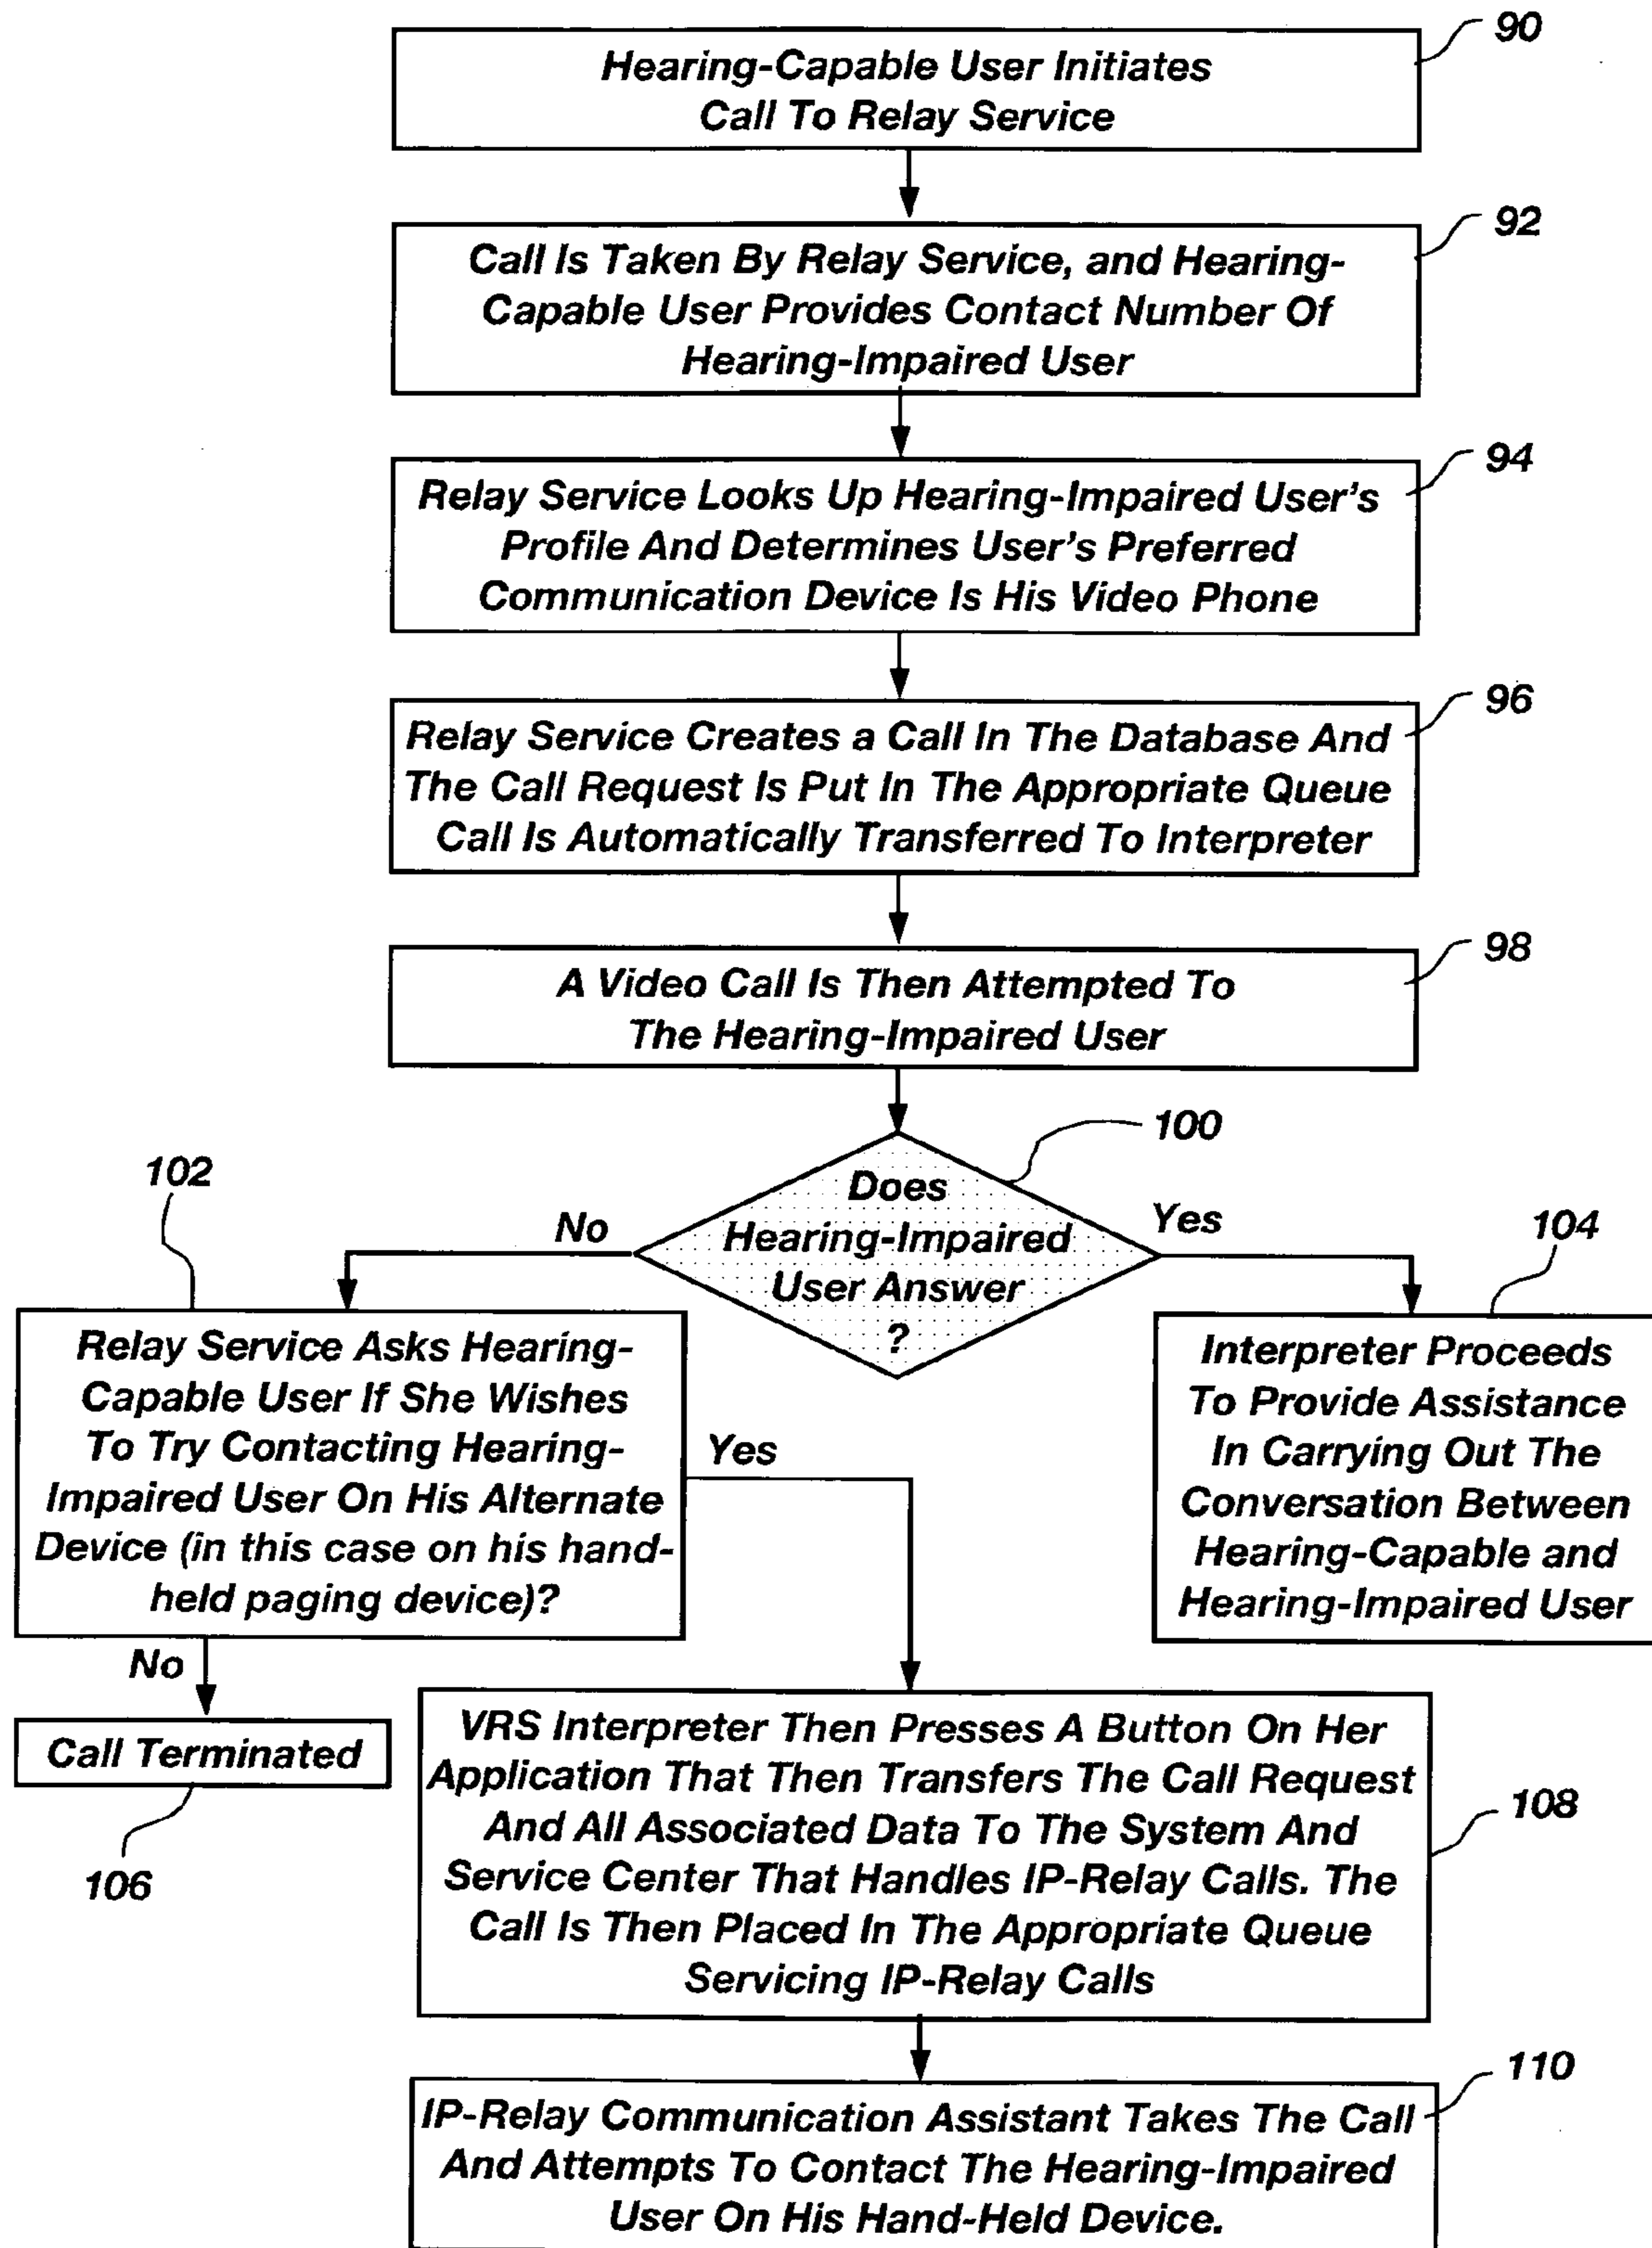 90
Hearing-Capable User Initiates
Call To Relay Service
92
Call Is Taken By Relay Service, and Hearing-
Capable User Provides Contact Number Of
Hearing-Impaired User
94
Relay Service Looks Up Hearing-Impaired User's
Profile And Determines User's Preferred
Communication Device Is His Video Phone
96
Relay Service Creates a Call In The Database And
The Call Request Is Put In The Appropriate Queue
Call Is Automatically Transferred To Interpreter
98
A Video Call Is Then Attempted To
The Hearing-Impaired User
100
Does
Hearing-Impaired
User Answer
?
No
Yes
102
Relay Service Asks Hearing-
Capable User If She Wishes
To Try Contacting Hearing-
Impaired User On His Alternate
Device (in this case on his hand-
held paging device)?
104
Interpreter Proceeds
To Provide Assistance
In Carrying Out The
Conversation Between
Hearing-Capable and
Hearing-Impaired User
Yes
No
Call Terminated
106
VRS Interpreter Then Presses A Button On Her
Application That Then Transfers The Call Request
And All Associated Data To The System And
Service Center That Handles IP-Relay Calls. The
Call Is Then Placed In The Appropriate Queue
Servicing IP-Relay Calls
108
110
IP-Relay Communication Assistant Takes The Call
And Attempts To Contact The Hearing-Impaired
User On His Hand-Held Device.